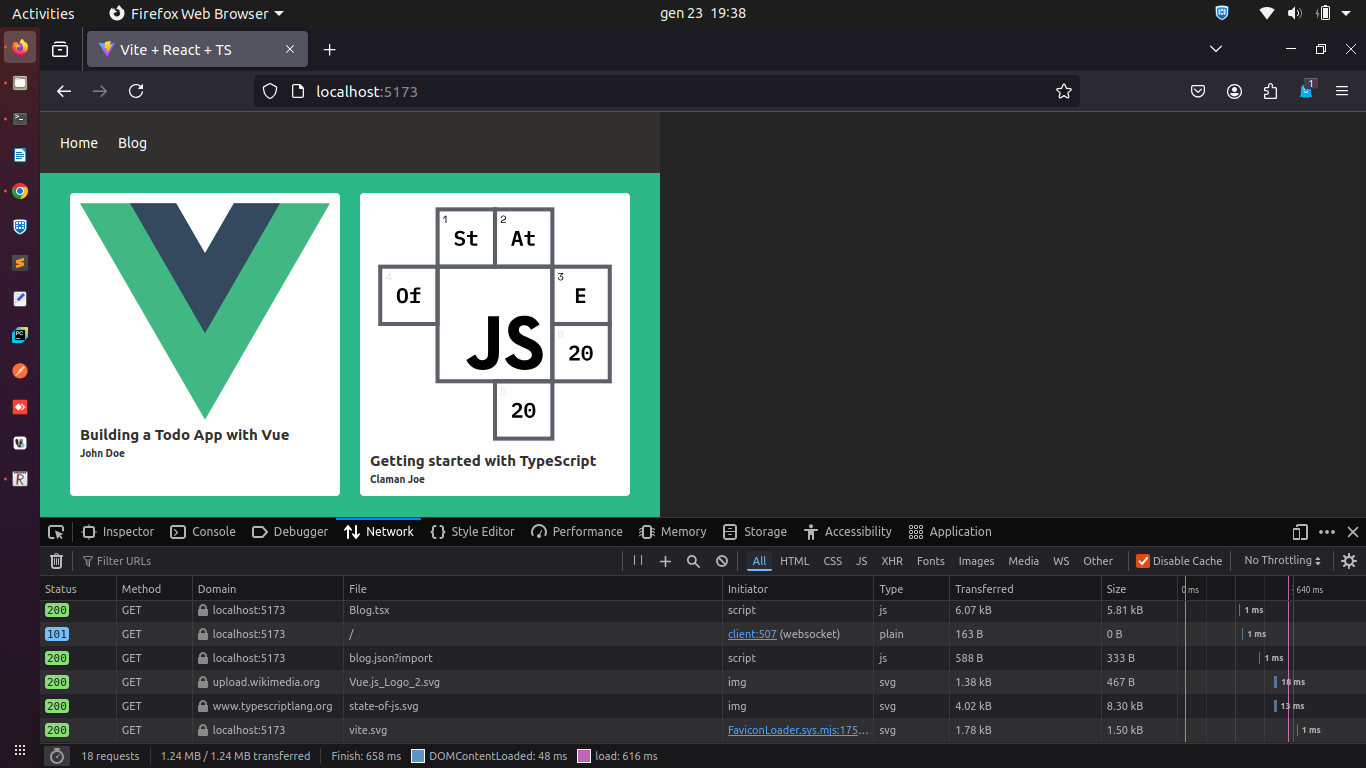 Activities Firefox Web Browser gen 23 19:38
Vite + React + TS
localhost:5173 1
Home Blog
1 2
St At
4 3
Of E
JS 20
20
Building a Todo App with Vue
John Doe
Getting started with TypeScript
Claman Joe
Inspector Console Debugger Network Style Editor Performance Memory Storage Accessibility Application
Filter URLs All HTML CSS JS XHR Fonts Images Media WS Other Disable Cache No Throttling
Status Method Domain File Initiator Type Transferred Size 0 ms 640 ms
200 GET localhost:5173 Blog.tsx script js 6.07 kB 5.81 kB 1 ms
101 GET localhost:5173 / client:507 (websocket) plain 163 B 0 B 1 ms
200 GET localhost:5173 blog.json?import script js 588 B 333 B 1 ms
200 GET upload.wikimedia.org Vue.js_Logo_2.svg img svg 1.38 kB 467 B 18 ms
200 GET www.typescriptlang.org state-of-js.svg img svg 4.02 kB 8.30 kB 13 ms
200 GET localhost:5173 vite.svg FaviconLoader.sys.mjs:175… svg 1.78 kB 1.50 kB 1 ms
18 requests 1.24 MB / 1.24 MB transferred Finish: 658 ms DOMContentLoaded: 48 ms load: 616 ms